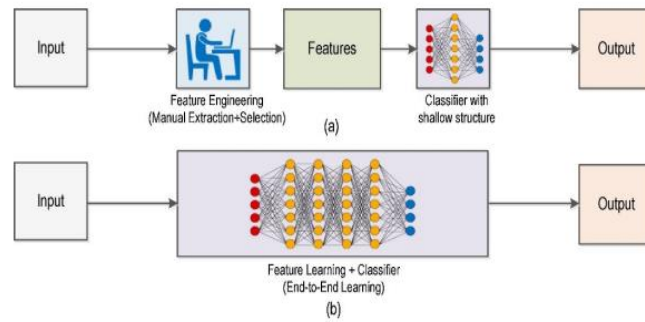 Input
Features
Output
Feature Engineering
(Manual Extraction+Selection)
Classifier with
shallow structure
(a)
Input
Output
Feature Learning + Classifier
(End-to-End Learning)
(b)